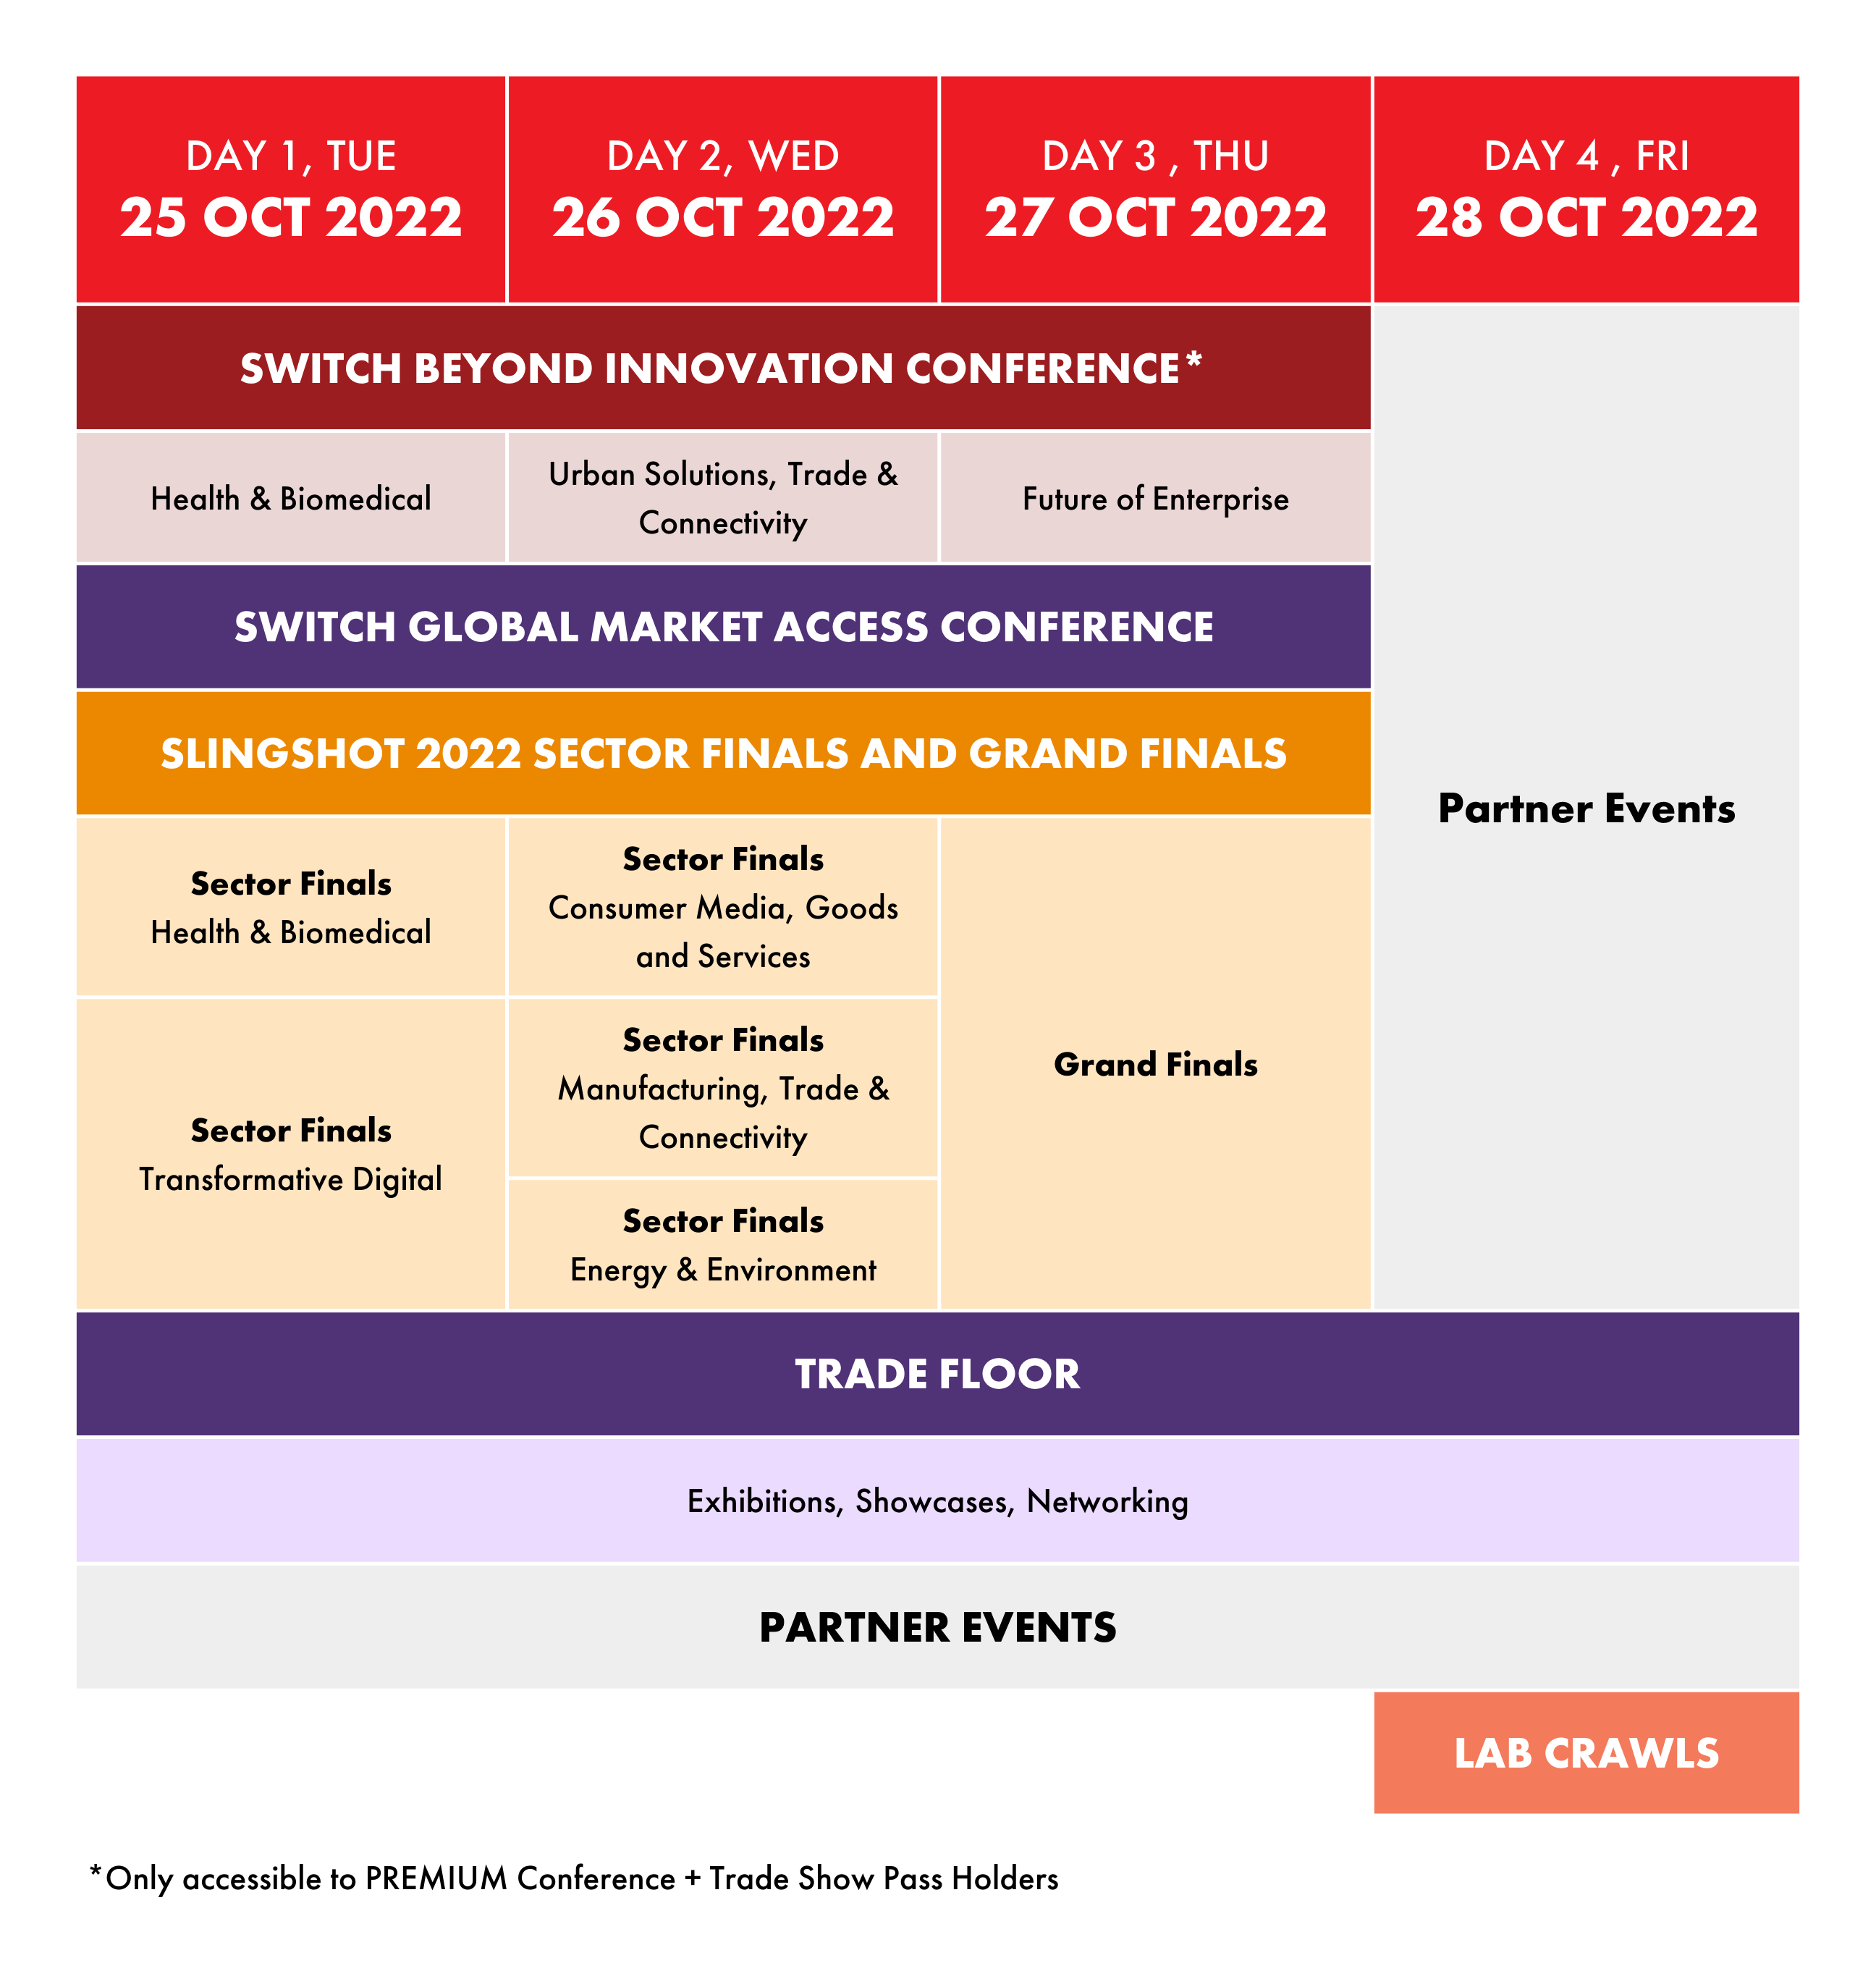 DAY 1, TUE
25 OCT 2022
DAY 2, WED
26 OCT 2022
DAY 3 , THU
27 OCT 2022
DAY 4 , FRI
28 OCT 2022
SWITCH BEYOND INNOVATION CONFERENCE*
Health & Biomedical
Urban Solutions, Trade &
Connectivity
Future of Enterprise
SWITCH GLOBAL MARKET ACCESS CONFERENCE
SLINGSHOT 2022 SECTOR FINALS AND GRAND FINALS
Partner Events
Sector Finals
Health & Biomedical
Sector Finals
Consumer Media, Goods
and Services
Sector Finals
Transformative Digital
Sector Finals
Manufacturing, Trade &
Connectivity
Sector Finals
Energy & Environment
Grand Finals
TRADE FLOOR
Exhibitions, Showcases, Networking
PARTNER EVENTS
LAB CRAWLS
*Only accessible to PREMIUM Conference + Trade Show Pass Holders